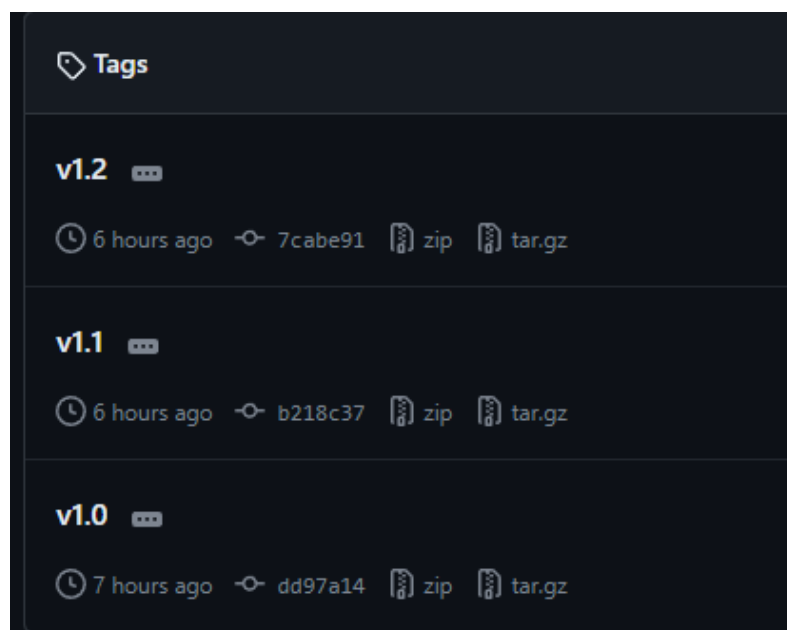 Tags
v1.2
6 hours ago 7cabe91 zip tar.gz
v1.1
6 hours ago b218c37 zip tar.gz
v1.0
7 hours ago dd97a14 zip tar.gz